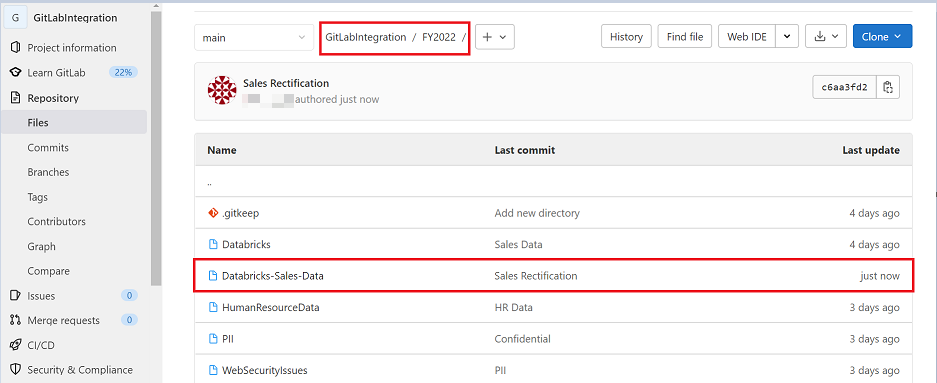 G GitLabIntegration
Project information
Learn GitLab 22%
Repository
Files
Commits
Branches
Tags
Contributors
Graph
Compare
Issues 0
Merge requests 0
CI/CD
Security & Compliance
main GitLabIntegration / FY2022 / + History Find file Web IDE Clone
Sales Rectification
authored just now
c6aa3fd2
Name Last commit Last update
..
.gitkeep Add new directory 4 days ago
Databricks Sales Data 4 days ago
Databricks-Sales-Data Sales Rectification just now
HumanResourceData HR Data 3 days ago
PII Confidential 3 days ago
WebSecurityIssues PII 3 days ago